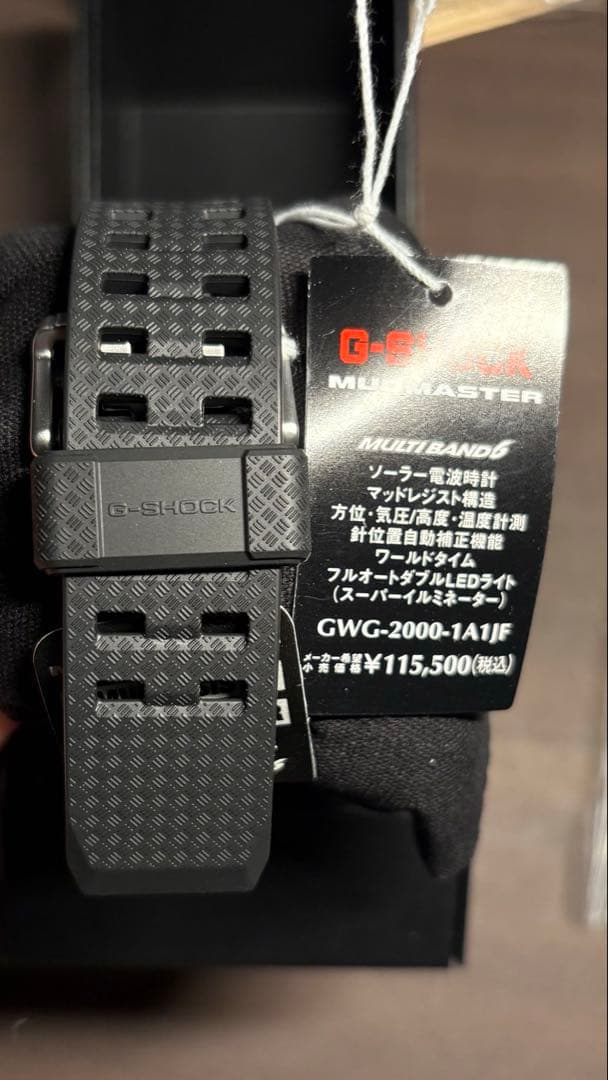 G-SHOCK
MUDMASTER
MULTIBAND6
ソーラー電波時計
マッドレジスト構造
方位・気圧/高度・温度計測
針位置自動補正機能
ワールドタイム
フルオートダブルLEDライト
(スーパーイルミネーター)
GWG-2000-1A1JF
メーカー希望小売価格 ¥115,500(税込)
G-SHOCK